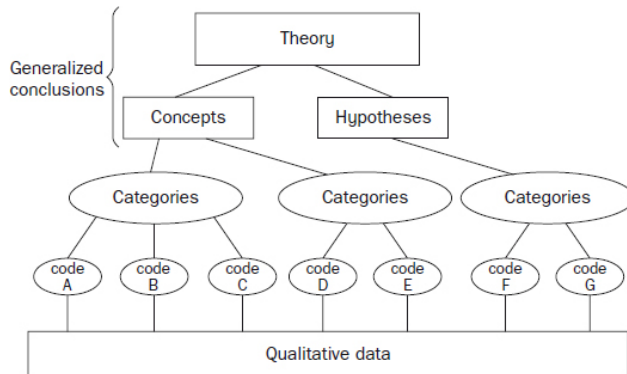 Theory
Generalized
conclusions
Concepts
Hypotheses
Categories
Categories
Categories
code
A
code
B
code
C
code
D
code
E
code
F
code
G
Qualitative data